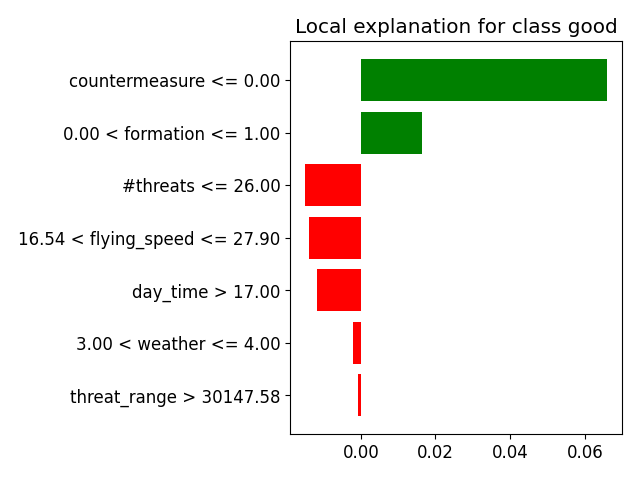 Local explanation for class good
countermeasure <= 0.00
0.00 < formation <= 1.00
#threats <= 26.00
16.54 < flying_speed <= 27.90
day_time > 17.00
3.00 < weather <= 4.00
threat_range > 30147.58
0.00 0.02 0.04 0.06